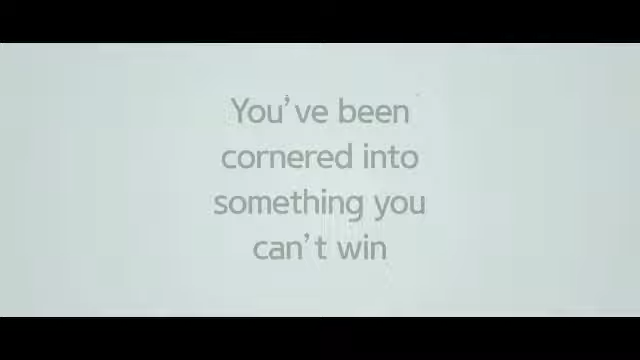 You’ve been
cornered into
something you
can’t win